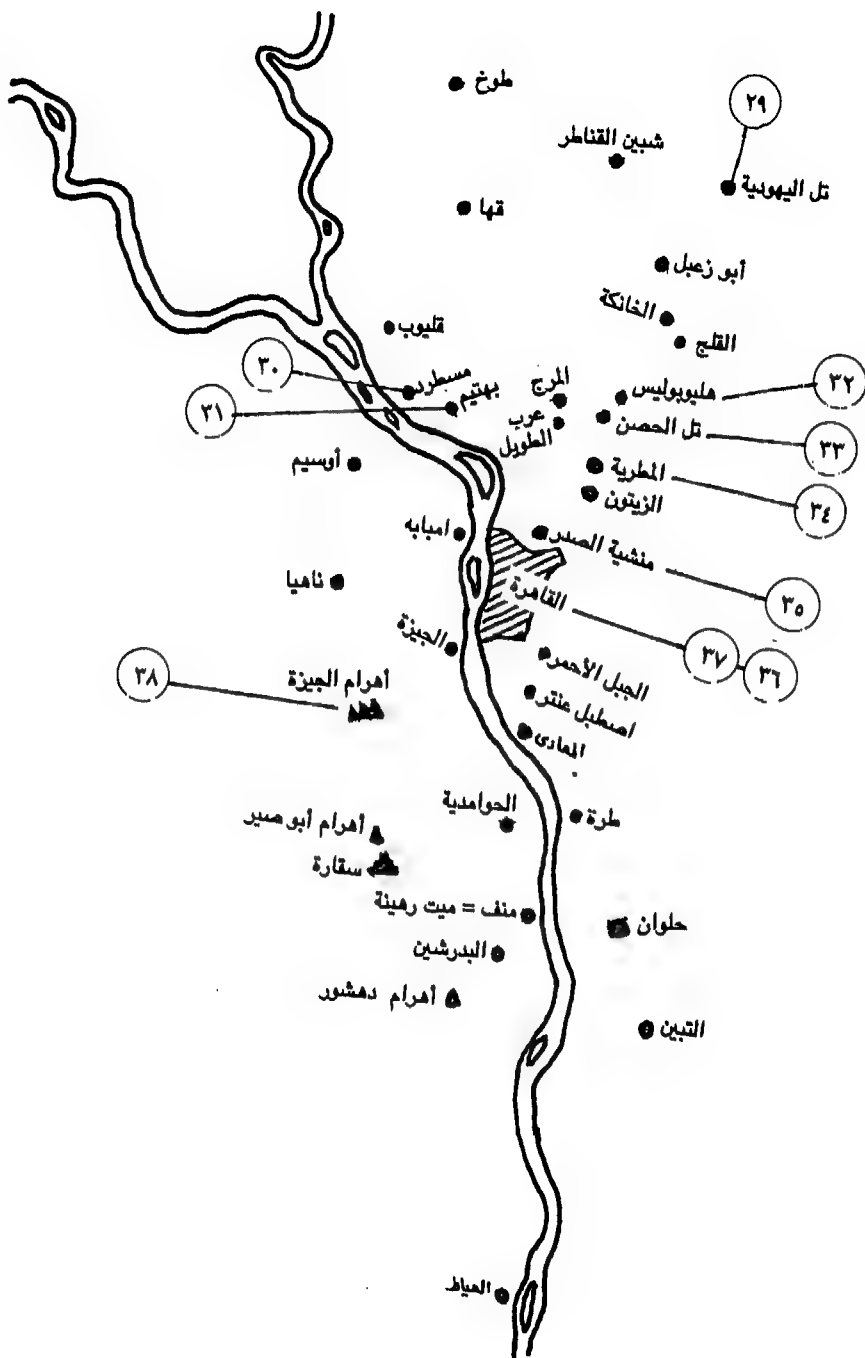 طوخ
٢٩
شبين القناطر
تل اليهودية
قها
أبو زعبل
الخانكة
قليوب
القلج
٣٠
مسطرد
المرج
هليوبوليس
٣٢
٣١
بهتيم
عرب
الطويل
تل الحصن
٣٣
أوسيم
المطرية
الزيتون
٣٤
امبابه
منشية الصدر
ناهيا
القاهرة
٣٥
الجيزة
٣٨
أهرام الجيزة
الجبل الأحمر
٣٧
٣٦
اصطبل عنتر
المعادى
الحوامدية
طرة
أهرام أبو صير
سقارة
منف = ميت رهينة
حلوان
البدرشين
أهرام دهشور
التبين
العياط